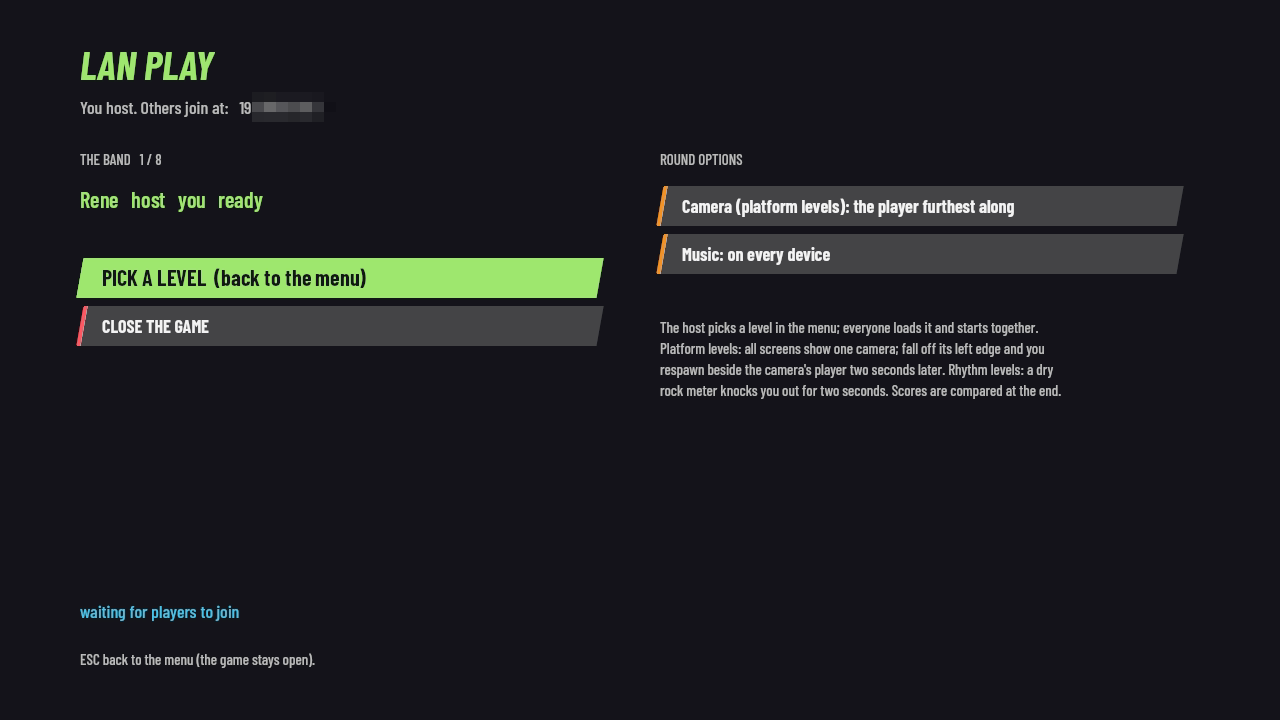 LAN PLAY
You host. Others join at: 19
THE BAND 1 / 8
Rene host you ready
PICK A LEVEL (back to the menu)
CLOSE THE GAME
ROUND OPTIONS
Camera (platform levels): the player furthest along
Music: on every device
The host picks a level in the menu; everyone loads it and starts together.
Platform levels: all screens show one camera; fall off its left edge and you
respawn beside the camera's player two seconds later. Rhythm levels: a dry
rock meter knocks you out for two seconds. Scores are compared at the end.
waiting for players to join
ESC back to the menu (the game stays open).